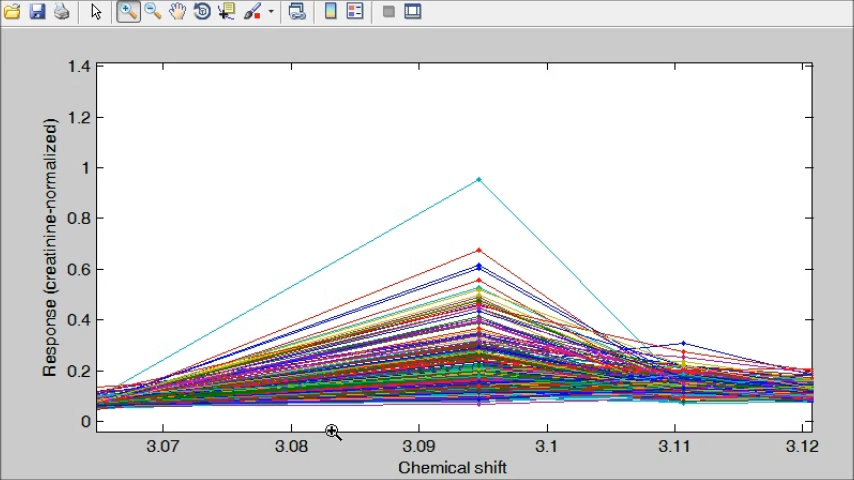 1.4
1.2
1
0.8
0.6
0.4
0.2
0
Response (creatinine-normalized)
3.07 3.08 3.09 3.1 3.11 3.12
Chemical shift